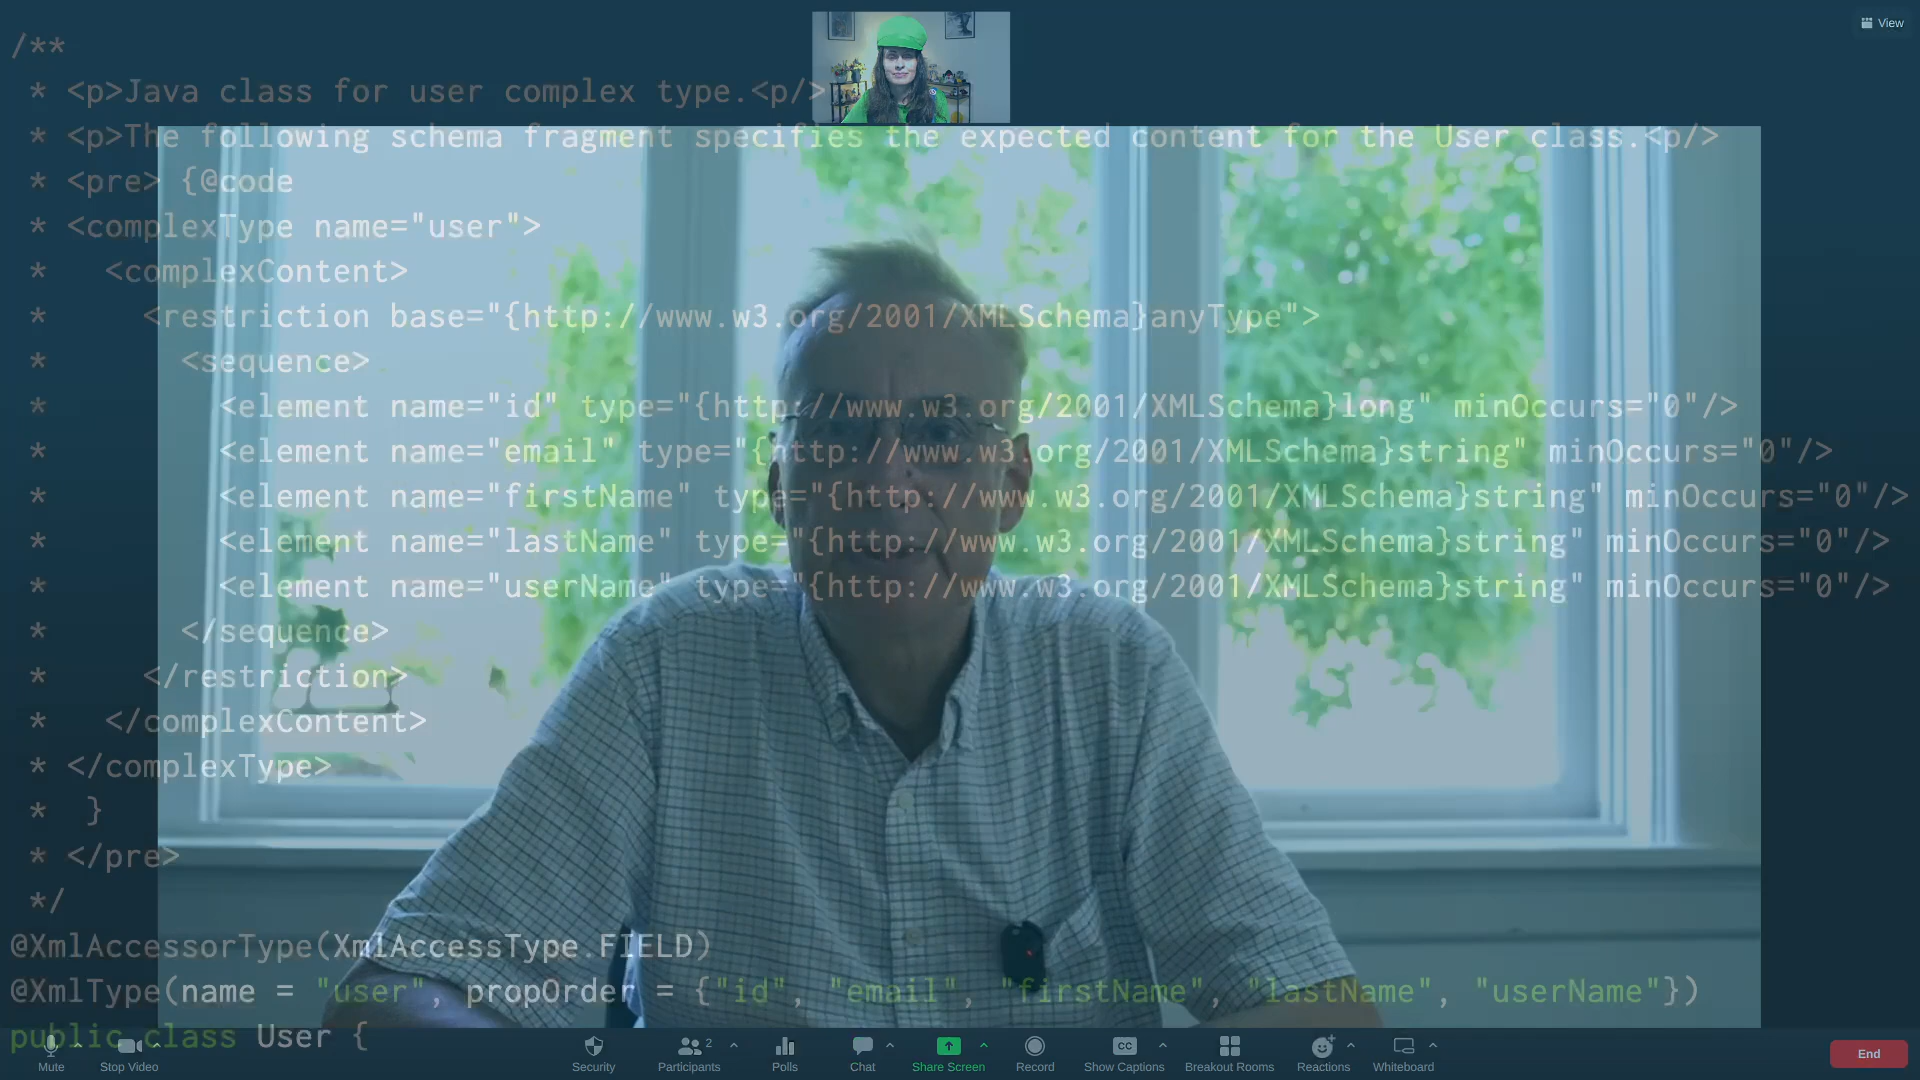 View
/**
* <p>Java class for user complex type.<p/>
* <p>The following schema fragment specifies the expected content for the User class.<p/>
* <pre> {@code
* <complexType name="user">
*   <complexContent>
*     <restriction base="{http://www.w3.org/2001/XMLSchema}anyType">
*       <sequence>
*         <element name="id" type="{http://www.w3.org/2001/XMLSchema}long" minOccurs="0"/>
*         <element name="email" type="{http://www.w3.org/2001/XMLSchema}string" minOccurs="0"/>
*         <element name="firstName" type="{http://www.w3.org/2001/XMLSchema}string" minOccurs="0"/>
*         <element name="lastName" type="{http://www.w3.org/2001/XMLSchema}string" minOccurs="0"/>
*         <element name="userName" type="{http://www.w3.org/2001/XMLSchema}string" minOccurs="0"/>
*       </sequence>
*     </restriction>
*   </complexContent>
* </complexType>
*  }
* </pre>
*/
@XmlAccessorType(XmlAccessType.FIELD)
@XmlType(name = "user", propOrder = {"id", "email", "firstName", "lastName", "userName"})
public class User {
2
CC
Mute Stop Video Security Participants Polls Chat Share Screen Record Show Captions Breakout Rooms Reactions Whiteboard End